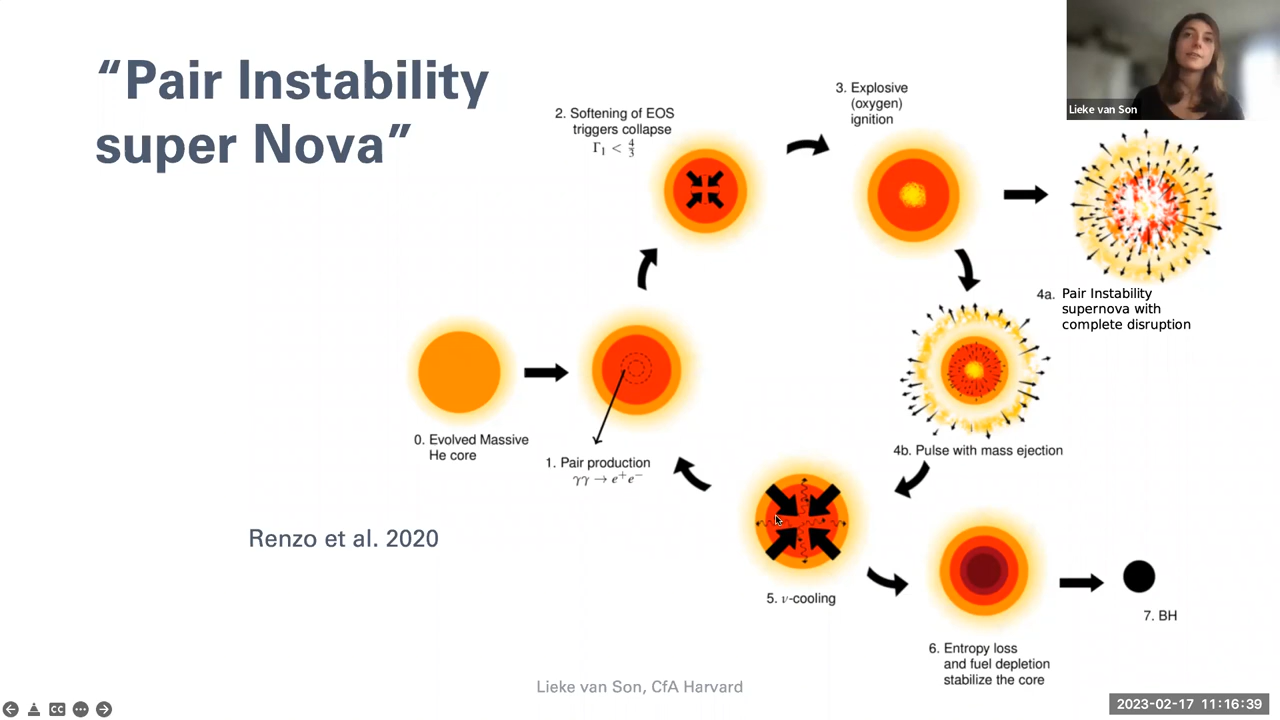 “Pair Instability
super Nova”
Lieke van Son
2. Softening of EOS
triggers collapse
Γ₁ < 4/3
3. Explosive
(oxygen)
ignition
4a. Pair Instability
supernova with
complete disruption
0. Evolved Massive
He core
1. Pair production
γγ → e⁺e⁻
4b. Pulse with mass ejection
Renzo et al. 2020
5. ν-cooling
6. Entropy loss
and fuel depletion
stabilize the core
7. BH
Lieke van Son, CfA Harvard
CC
2023-02-17 11:16:39